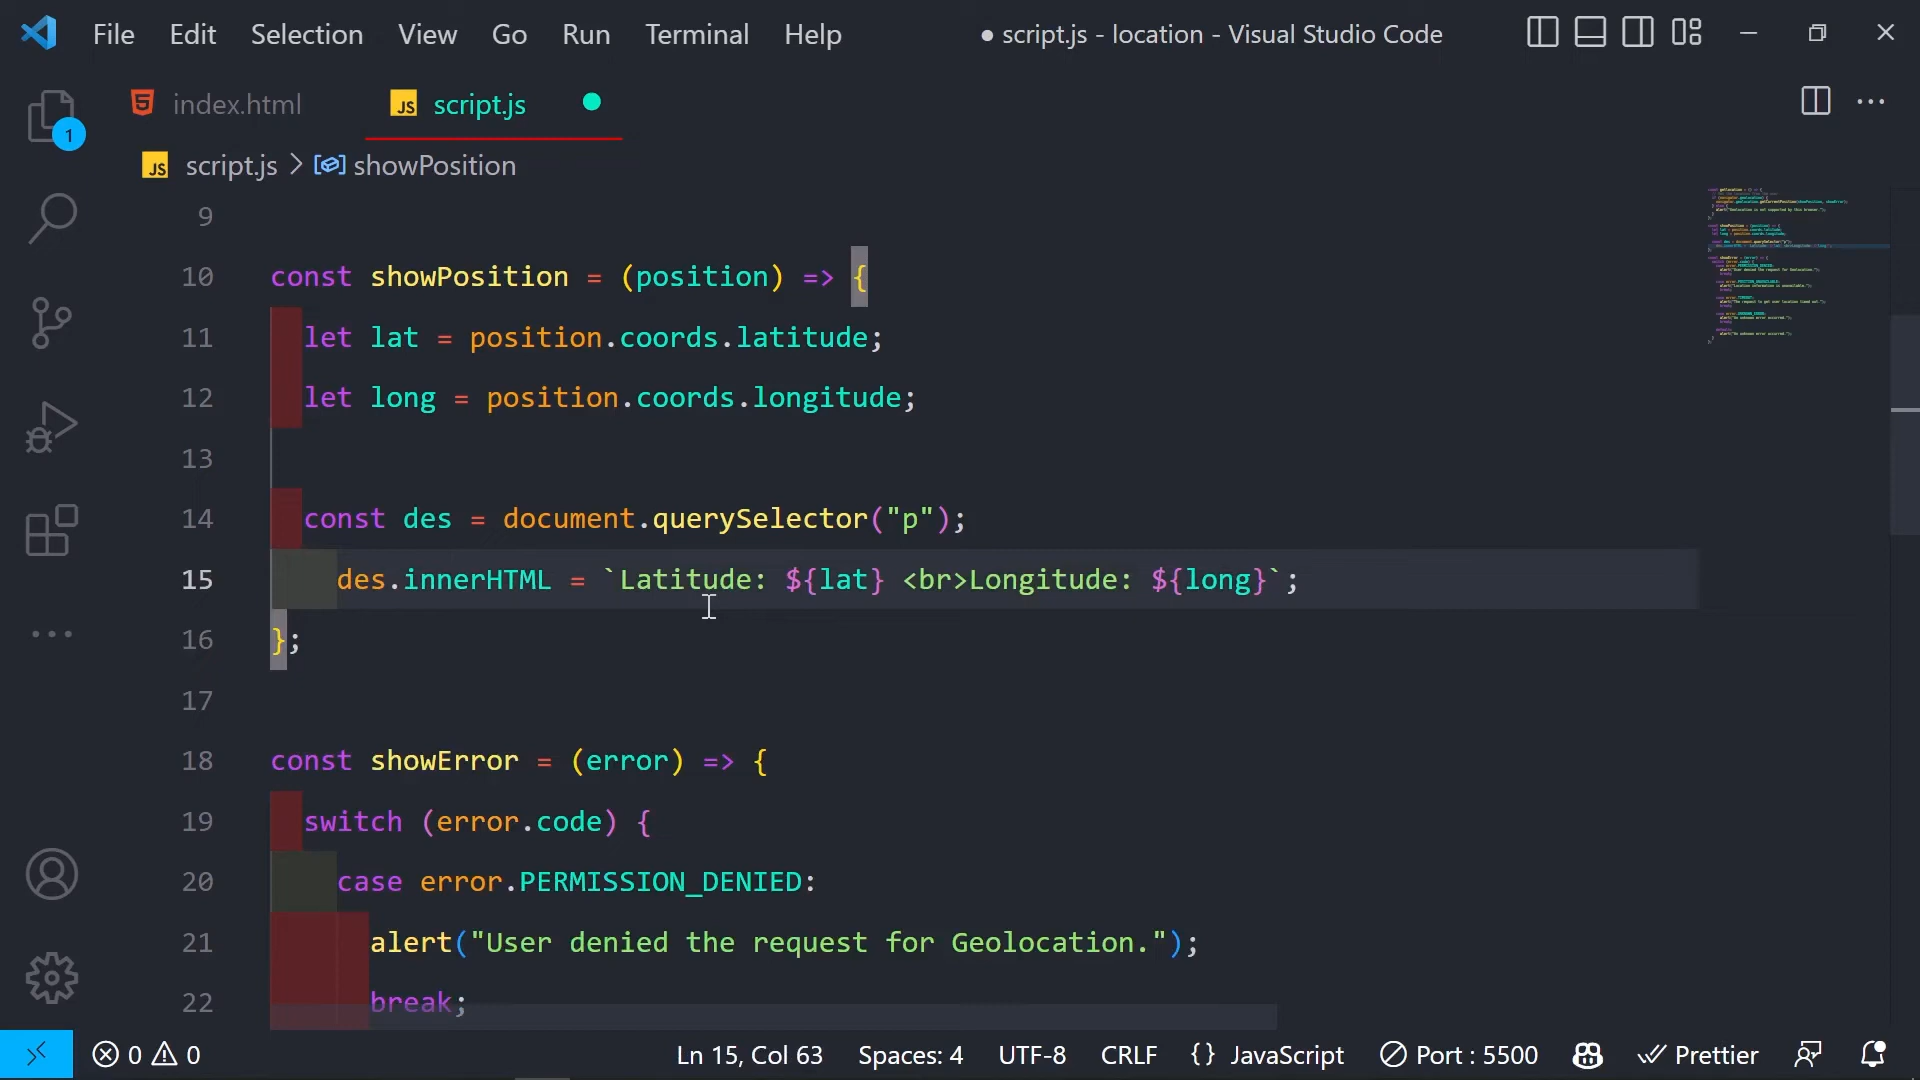 File Edit Selection View Go Run Terminal Help ● script.js - location - Visual Studio Code
index.html JS script.js
1
JS script.js > showPosition
9
10 const showPosition = (position) => {
11 let lat = position.coords.latitude;
12 let long = position.coords.longitude;
13
14 const des = document.querySelector("p");
15 des.innerHTML = `Latitude: ${lat} <br>Longitude: ${long}`;
16 };
17
18 const showError = (error) => {
19 switch (error.code) {
20 case error.PERMISSION_DENIED:
21 alert("User denied the request for Geolocation.");
22 break;
0 0 Ln 15, Col 63 Spaces: 4 UTF-8 CRLF {} JavaScript Port : 5500 Prettier